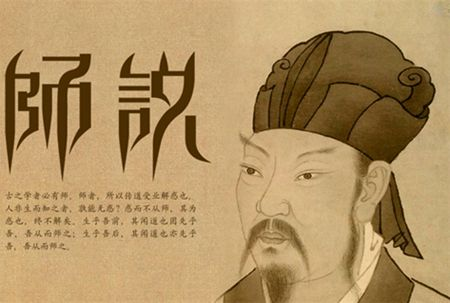 师说
古之学者必有师。师者，所以传道受业解惑也。
人非生而知之者，孰能无惑？惑而不从师，其为
惑也，终不解矣。生乎吾前，其闻道也固先乎
吾，吾从而师之；生乎吾后，其闻道也亦先乎
吾，吾从而师之。